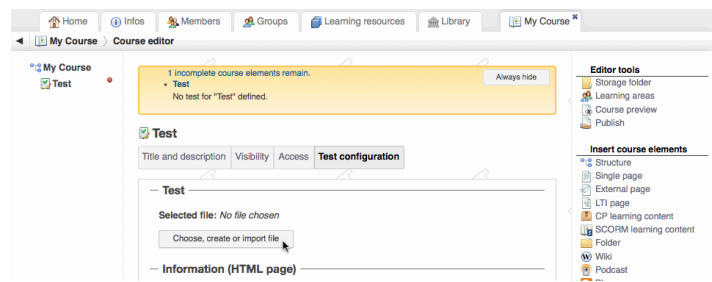 Home
Infos
Members
Groups
Learning resources
Library
My Course
My Course
Course editor
My Course
Test
1 incomplete course elements remain.
Test
No test for "Test" defined.
Always hide
Test
Title and description
Visibility
Access
Test configuration
Test
Selected file: No file chosen
Choose, create or import file
Information (HTML page)
Editor tools
Storage folder
Learning areas
Course preview
Publish
Insert course elements
Structure
Single page
External page
LTI page
CP learning content
SCORM learning content
Folder
Wiki
Podcast